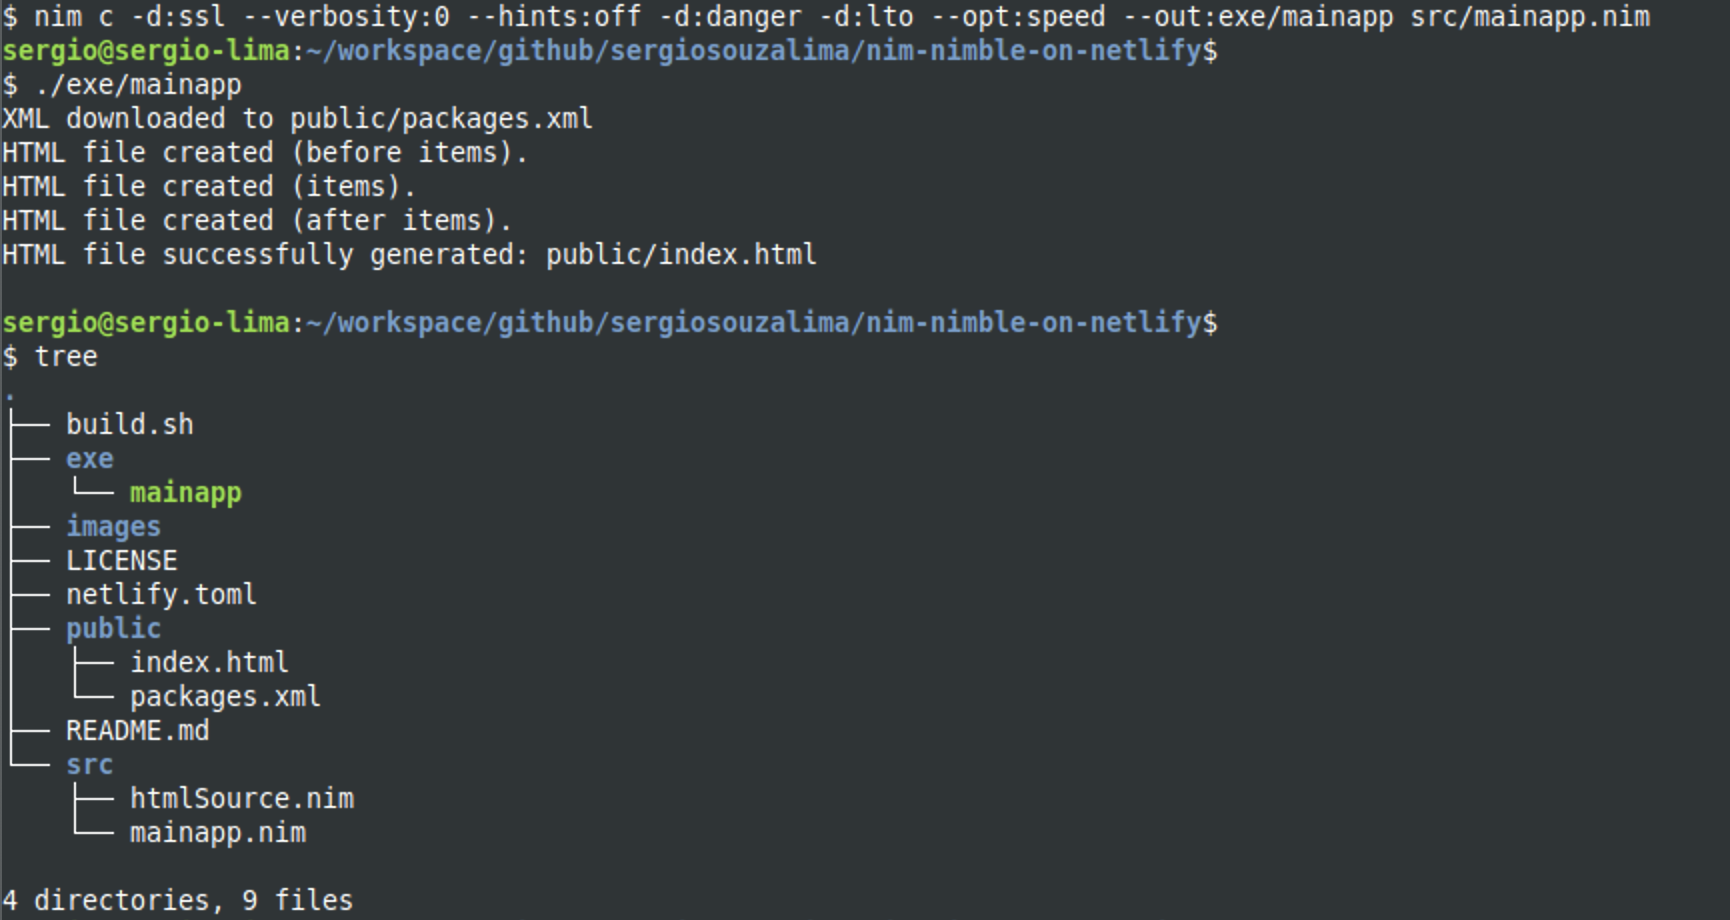 $ nim c -d:ssl --verbosity:0 --hints:off -d:danger -d:lto --opt:speed --out:exe/mainapp src/mainapp.nim
sergio@sergio-lima:~/workspace/github/sergiosouzalima/nim-nimble-on-netlify$
$ ./exe/mainapp
XML downloaded to public/packages.xml
HTML file created (before items).
HTML file created (items).
HTML file created (after items).
HTML file successfully generated: public/index.html
sergio@sergio-lima:~/workspace/github/sergiosouzalima/nim-nimble-on-netlify$
$ tree
.
├── build.sh
├── exe
│   └── mainapp
├── images
├── LICENSE
├── netlify.toml
├── public
│   ├── index.html
│   └── packages.xml
├── README.md
└── src
    ├── htmlSource.nim
    └── mainapp.nim
4 directories, 9 files